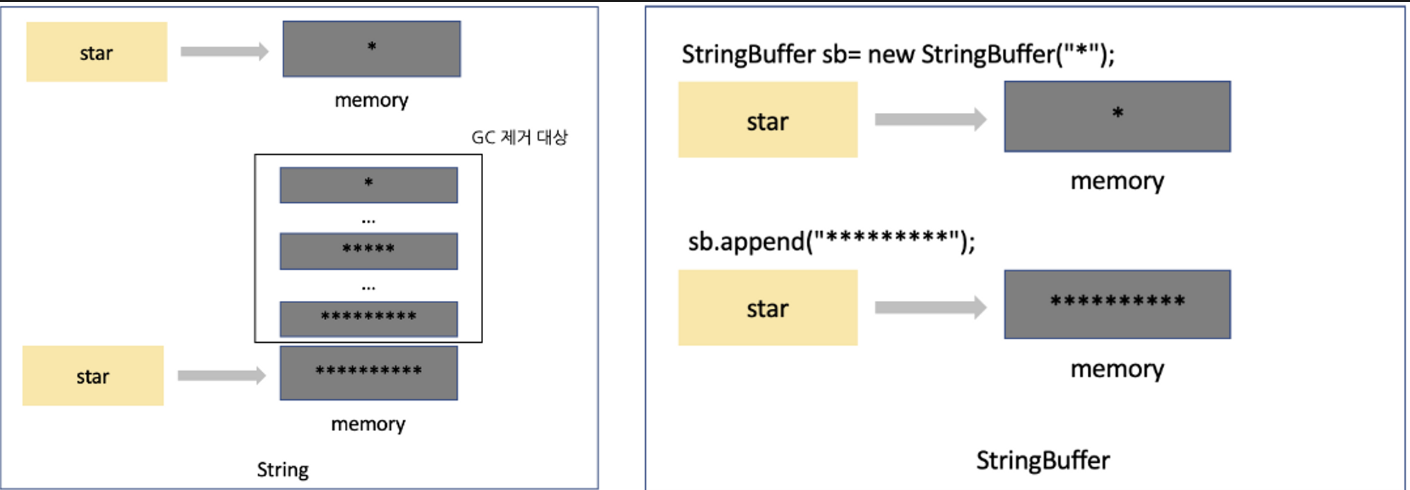 star
*
memory
GC 제거 대상
*
...
*****
...
*********
star
**********
memory
String
StringBuffer sb= new StringBuffer("*");
star
*
memory
sb.append("*********");
star
**********
memory
StringBuffer